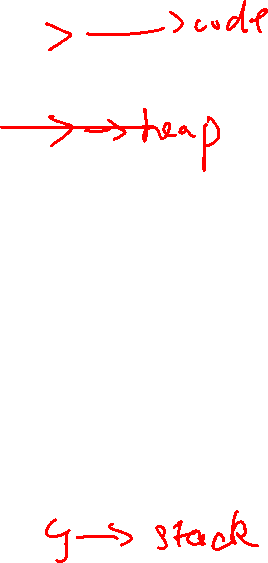 > → code
> → heap
y → stack